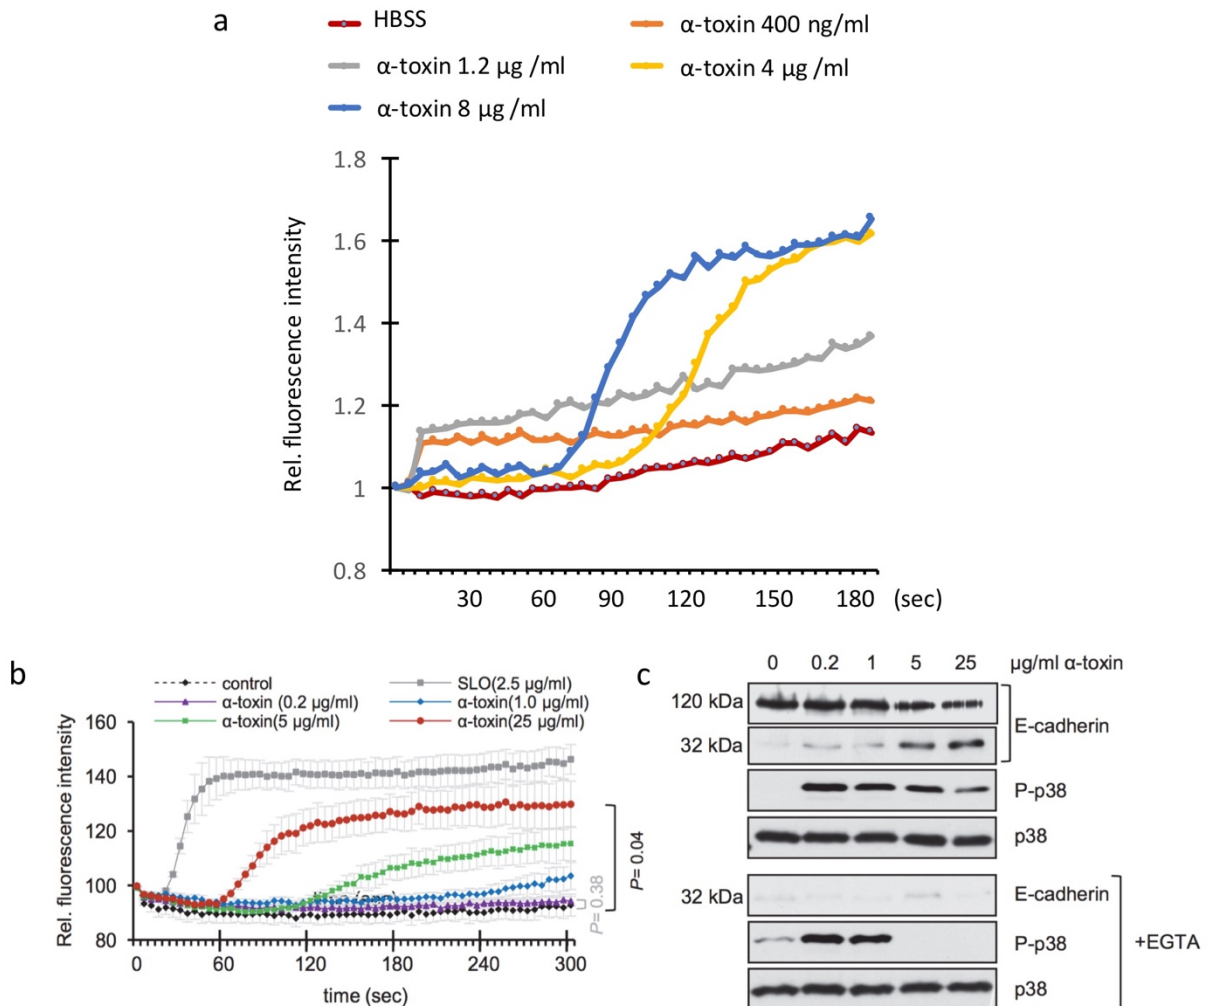 a
HBSS
α-toxin 400 ng/ml
α-toxin 1.2 µg /ml
α-toxin 4 µg /ml
α-toxin 8 µg /ml
Rel. fluorescence intensity
1.8
1.6
1.4
1.2
1
0.8
30 60 90 120 150 180 (sec)
b
control
SLO(2.5 µg/ml)
α-toxin (0.2 µg/ml)
α-toxin(1.0 µg/ml)
α-toxin(5 µg/ml)
α-toxin(25 µg/ml)
Rel. fluorescence intensity
160
140
120
100
80
0 60 120 180 240 300
time (sec)
P= 0.38
P= 0.04
c
0 0.2 1 5 25 µg/ml α-toxin
120 kDa
E-cadherin
32 kDa
P-p38
p38
32 kDa E-cadherin
P-p38
+EGTA
p38